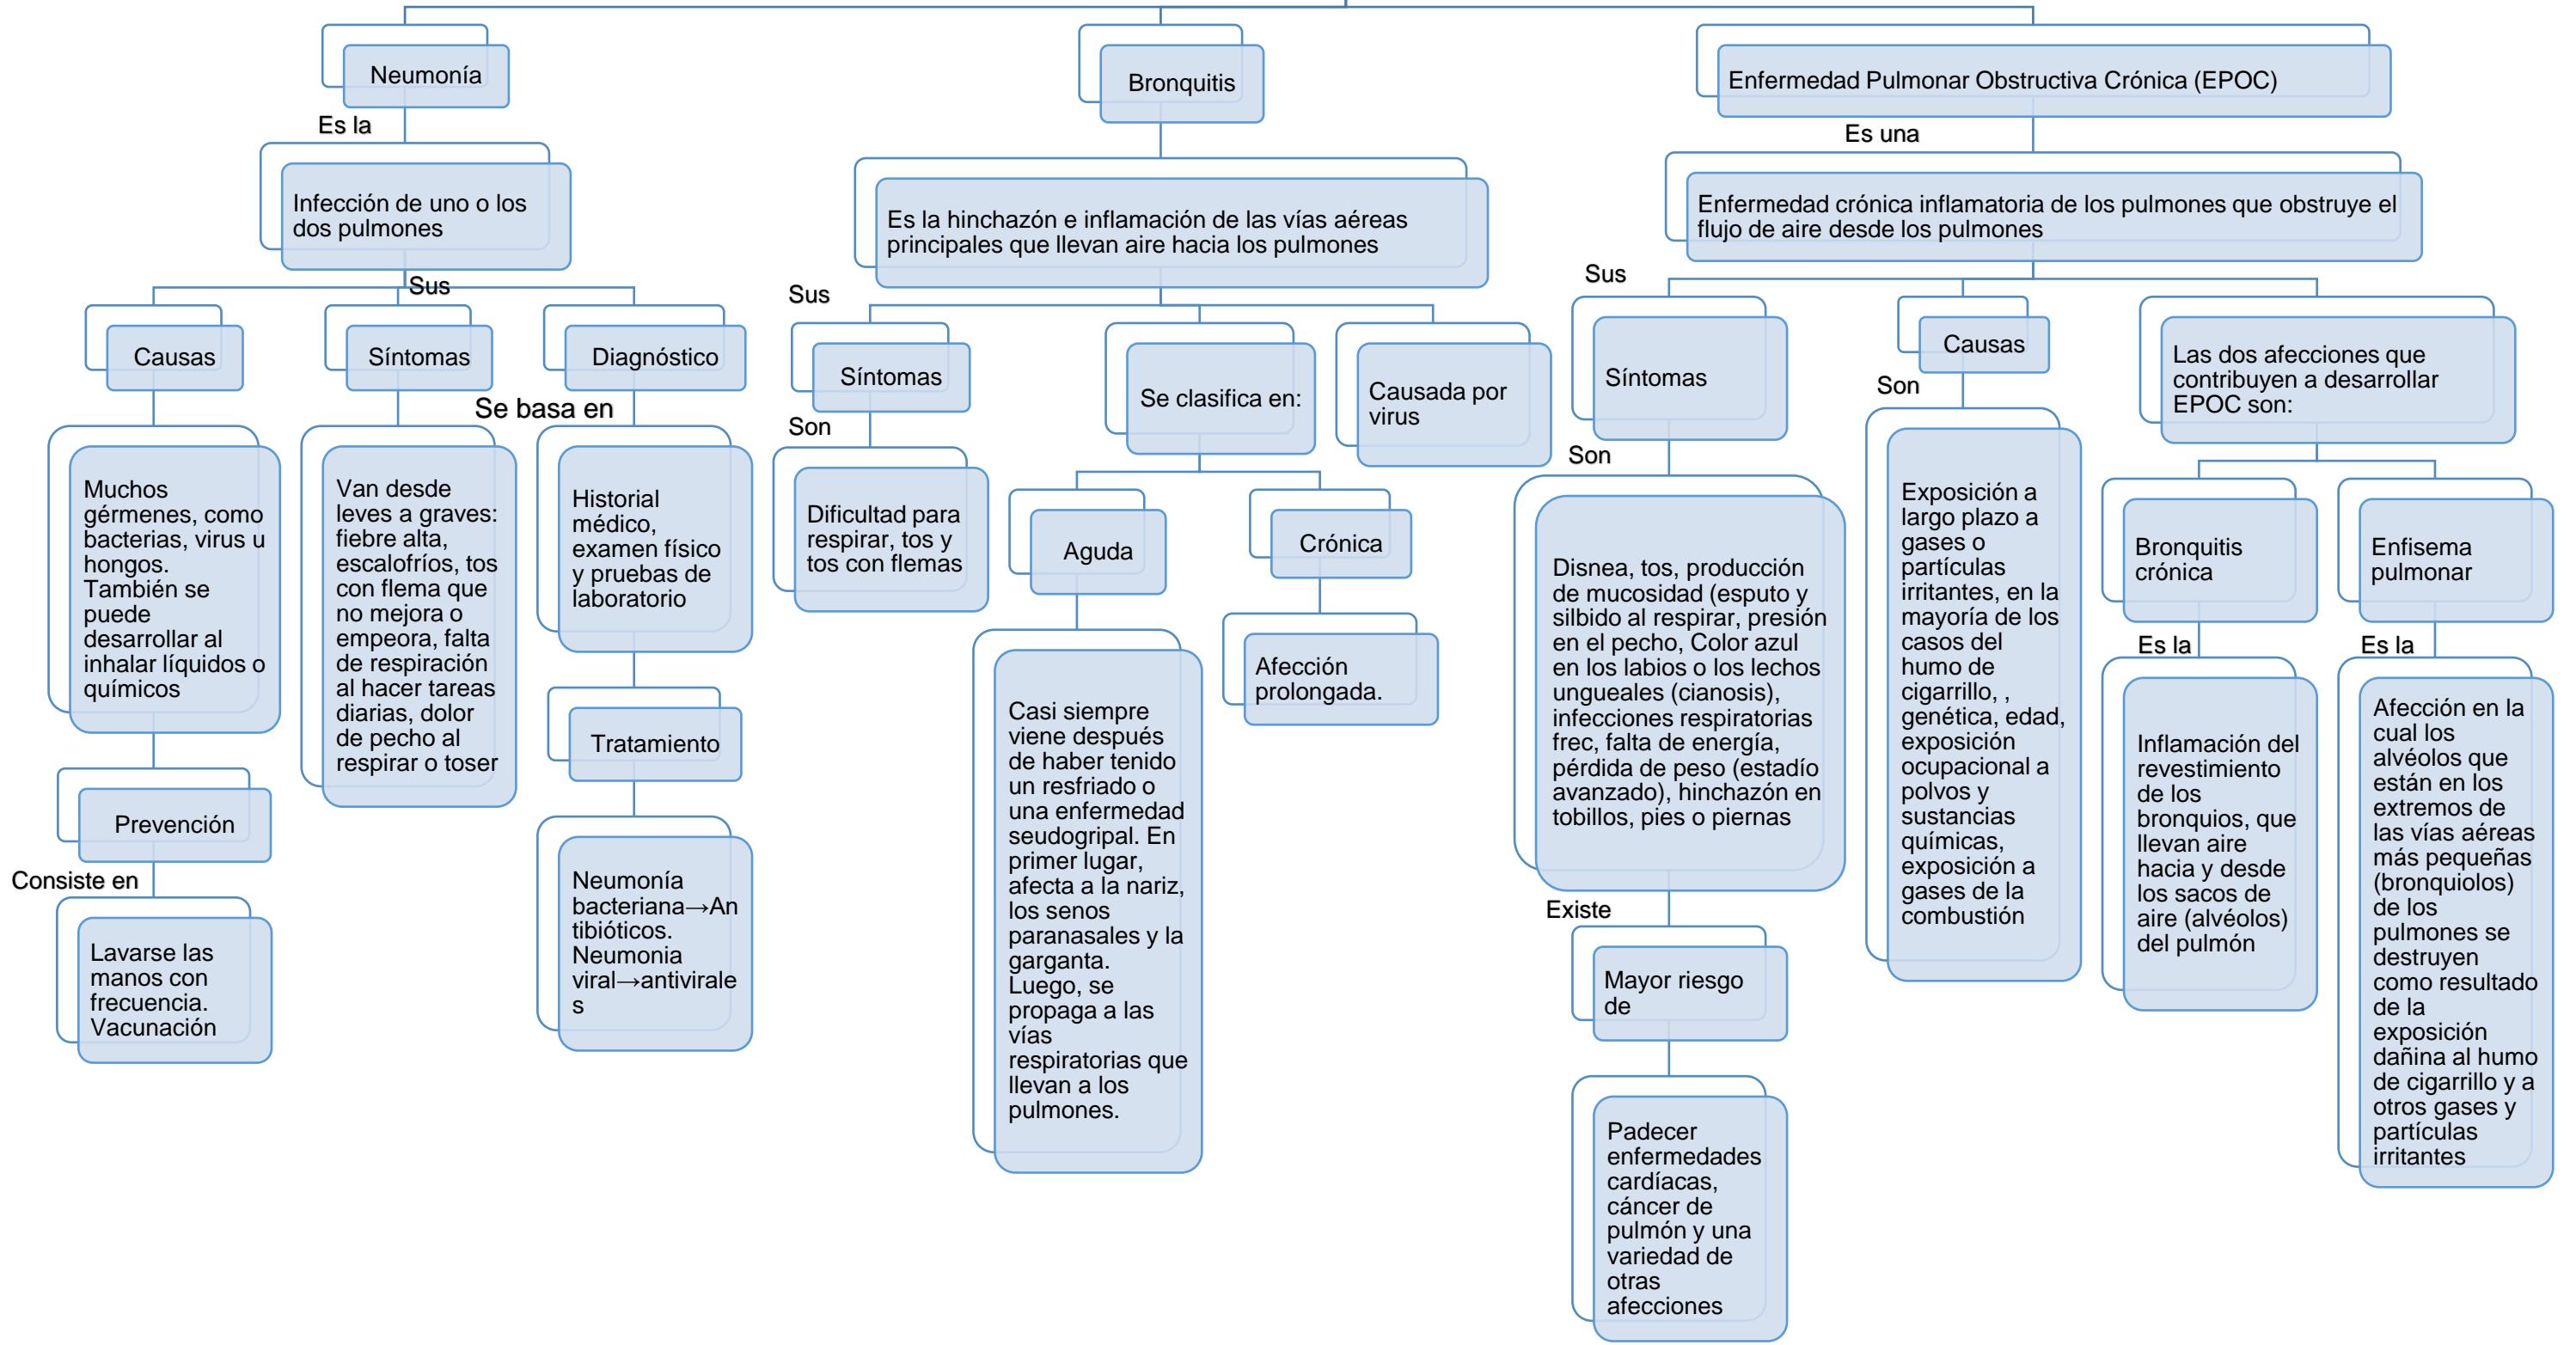 Neumonía
Es la
Infección de uno o los
dos pulmones
Sus
Causas
Muchos
gérmenes, como
bacterias, virus u
hongos.
También se
puede
desarrollar al
inhalar líquidos o
químicos
Prevención
Consiste en
Lavarse las
manos con
frecuencia.
Vacunación
Síntomas
Van desde
leves a graves:
fiebre alta,
escalofríos, tos
con flema que
no mejora o
empeora, falta
de respiración
al hacer tareas
diarias, dolor
de pecho al
respirar o toser
Diagnóstico
Se basa en
Historial
médico,
examen físico
y pruebas de
laboratorio
Tratamiento
Neumonía
bacteriana→An
tibióticos.
Neumonia
viral→antivirale
s
Bronquitis
Es la hinchazón e inflamación de las vías aéreas
principales que llevan aire hacia los pulmones
Sus
Síntomas
Son
Dificultad para
respirar, tos y
tos con flemas
Se clasifica en:
Aguda
Casi siempre
viene después
de haber tenido
un resfriado o
una enfermedad
seudogripal. En
primer lugar,
afecta a la nariz,
los senos
paranasales y la
garganta.
Luego, se
propaga a las
vías
respiratorias que
llevan a los
pulmones.
Crónica
Afección
prolongada.
Causada por
virus
Enfermedad Pulmonar Obstructiva Crónica (EPOC)
Es una
Enfermedad crónica inflamatoria de los pulmones que obstruye el
flujo de aire desde los pulmones
Sus
Síntomas
Son
Disnea, tos, producción
de mucosidad (esputo y
silbido al respirar, presión
en el pecho, Color azul
en los labios o los lechos
ungueales (cianosis),
infecciones respiratorias
frec, falta de energía,
pérdida de peso (estadío
avanzado), hinchazón en
tobillos, pies o piernas
Existe
Mayor riesgo
de
Padecer
enfermedades
cardíacas,
cáncer de
pulmón y una
variedad de
otras
afecciones
Causas
Son
Exposición a
largo plazo a
gases o
partículas
irritantes, en la
mayoría de los
casos del
humo de
cigarrillo, ,
genética, edad,
exposición
ocupacional a
polvos y
sustancias
químicas,
exposición a
gases de la
combustión
Las dos afecciones que
contribuyen a desarrollar
EPOC son:
Bronquitis
crónica
Es la
Inflamación del
revestimiento
de los
bronquios, que
llevan aire
hacia y desde
los sacos de
aire (alvéolos)
del pulmón
Enfisema
pulmonar
Es la
Afección en la
cual los
alvéolos que
están en los
extremos de
las vías aéreas
más pequeñas
(bronquiolos)
de los
pulmones se
destruyen
como resultado
de la
exposición
dañina al humo
de cigarrillo y a
otros gases y
partículas
irritantes